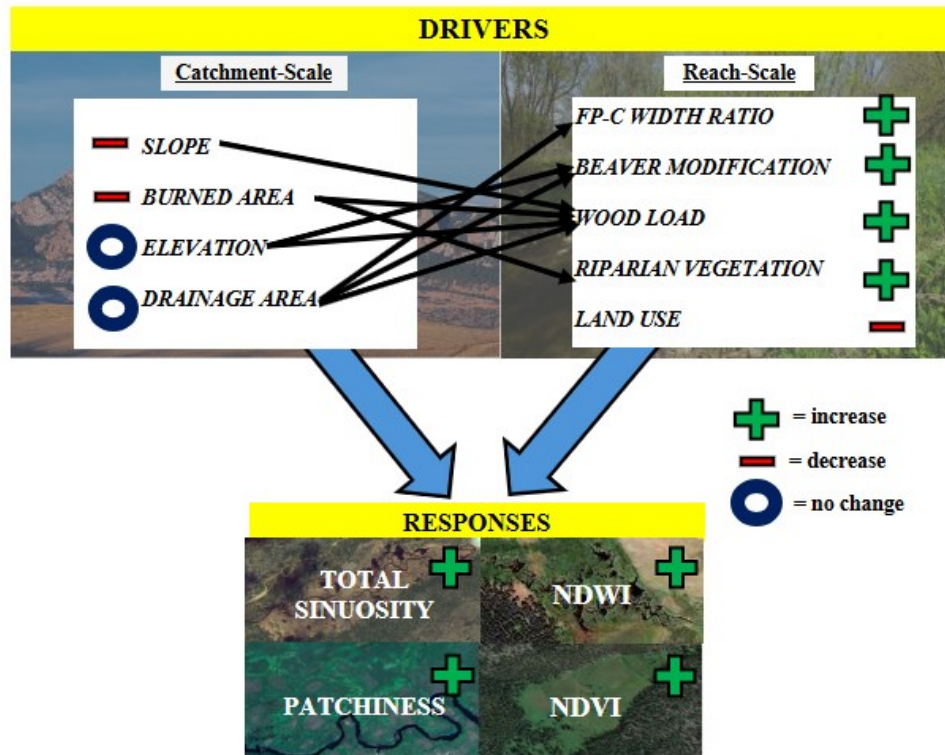 DRIVERS
Catchment-Scale
SLOPE
BURNED AREA
ELEVATION
DRAINAGE AREA
Reach-Scale
FP-C WIDTH RATIO
BEAVER MODIFICATION
WOOD LOAD
RIPARIAN VEGETATION
LAND USE
= increase
= decrease
= no change
RESPONSES
TOTAL
SINUOSITY
NDWI
PATCHINESS
NDVI